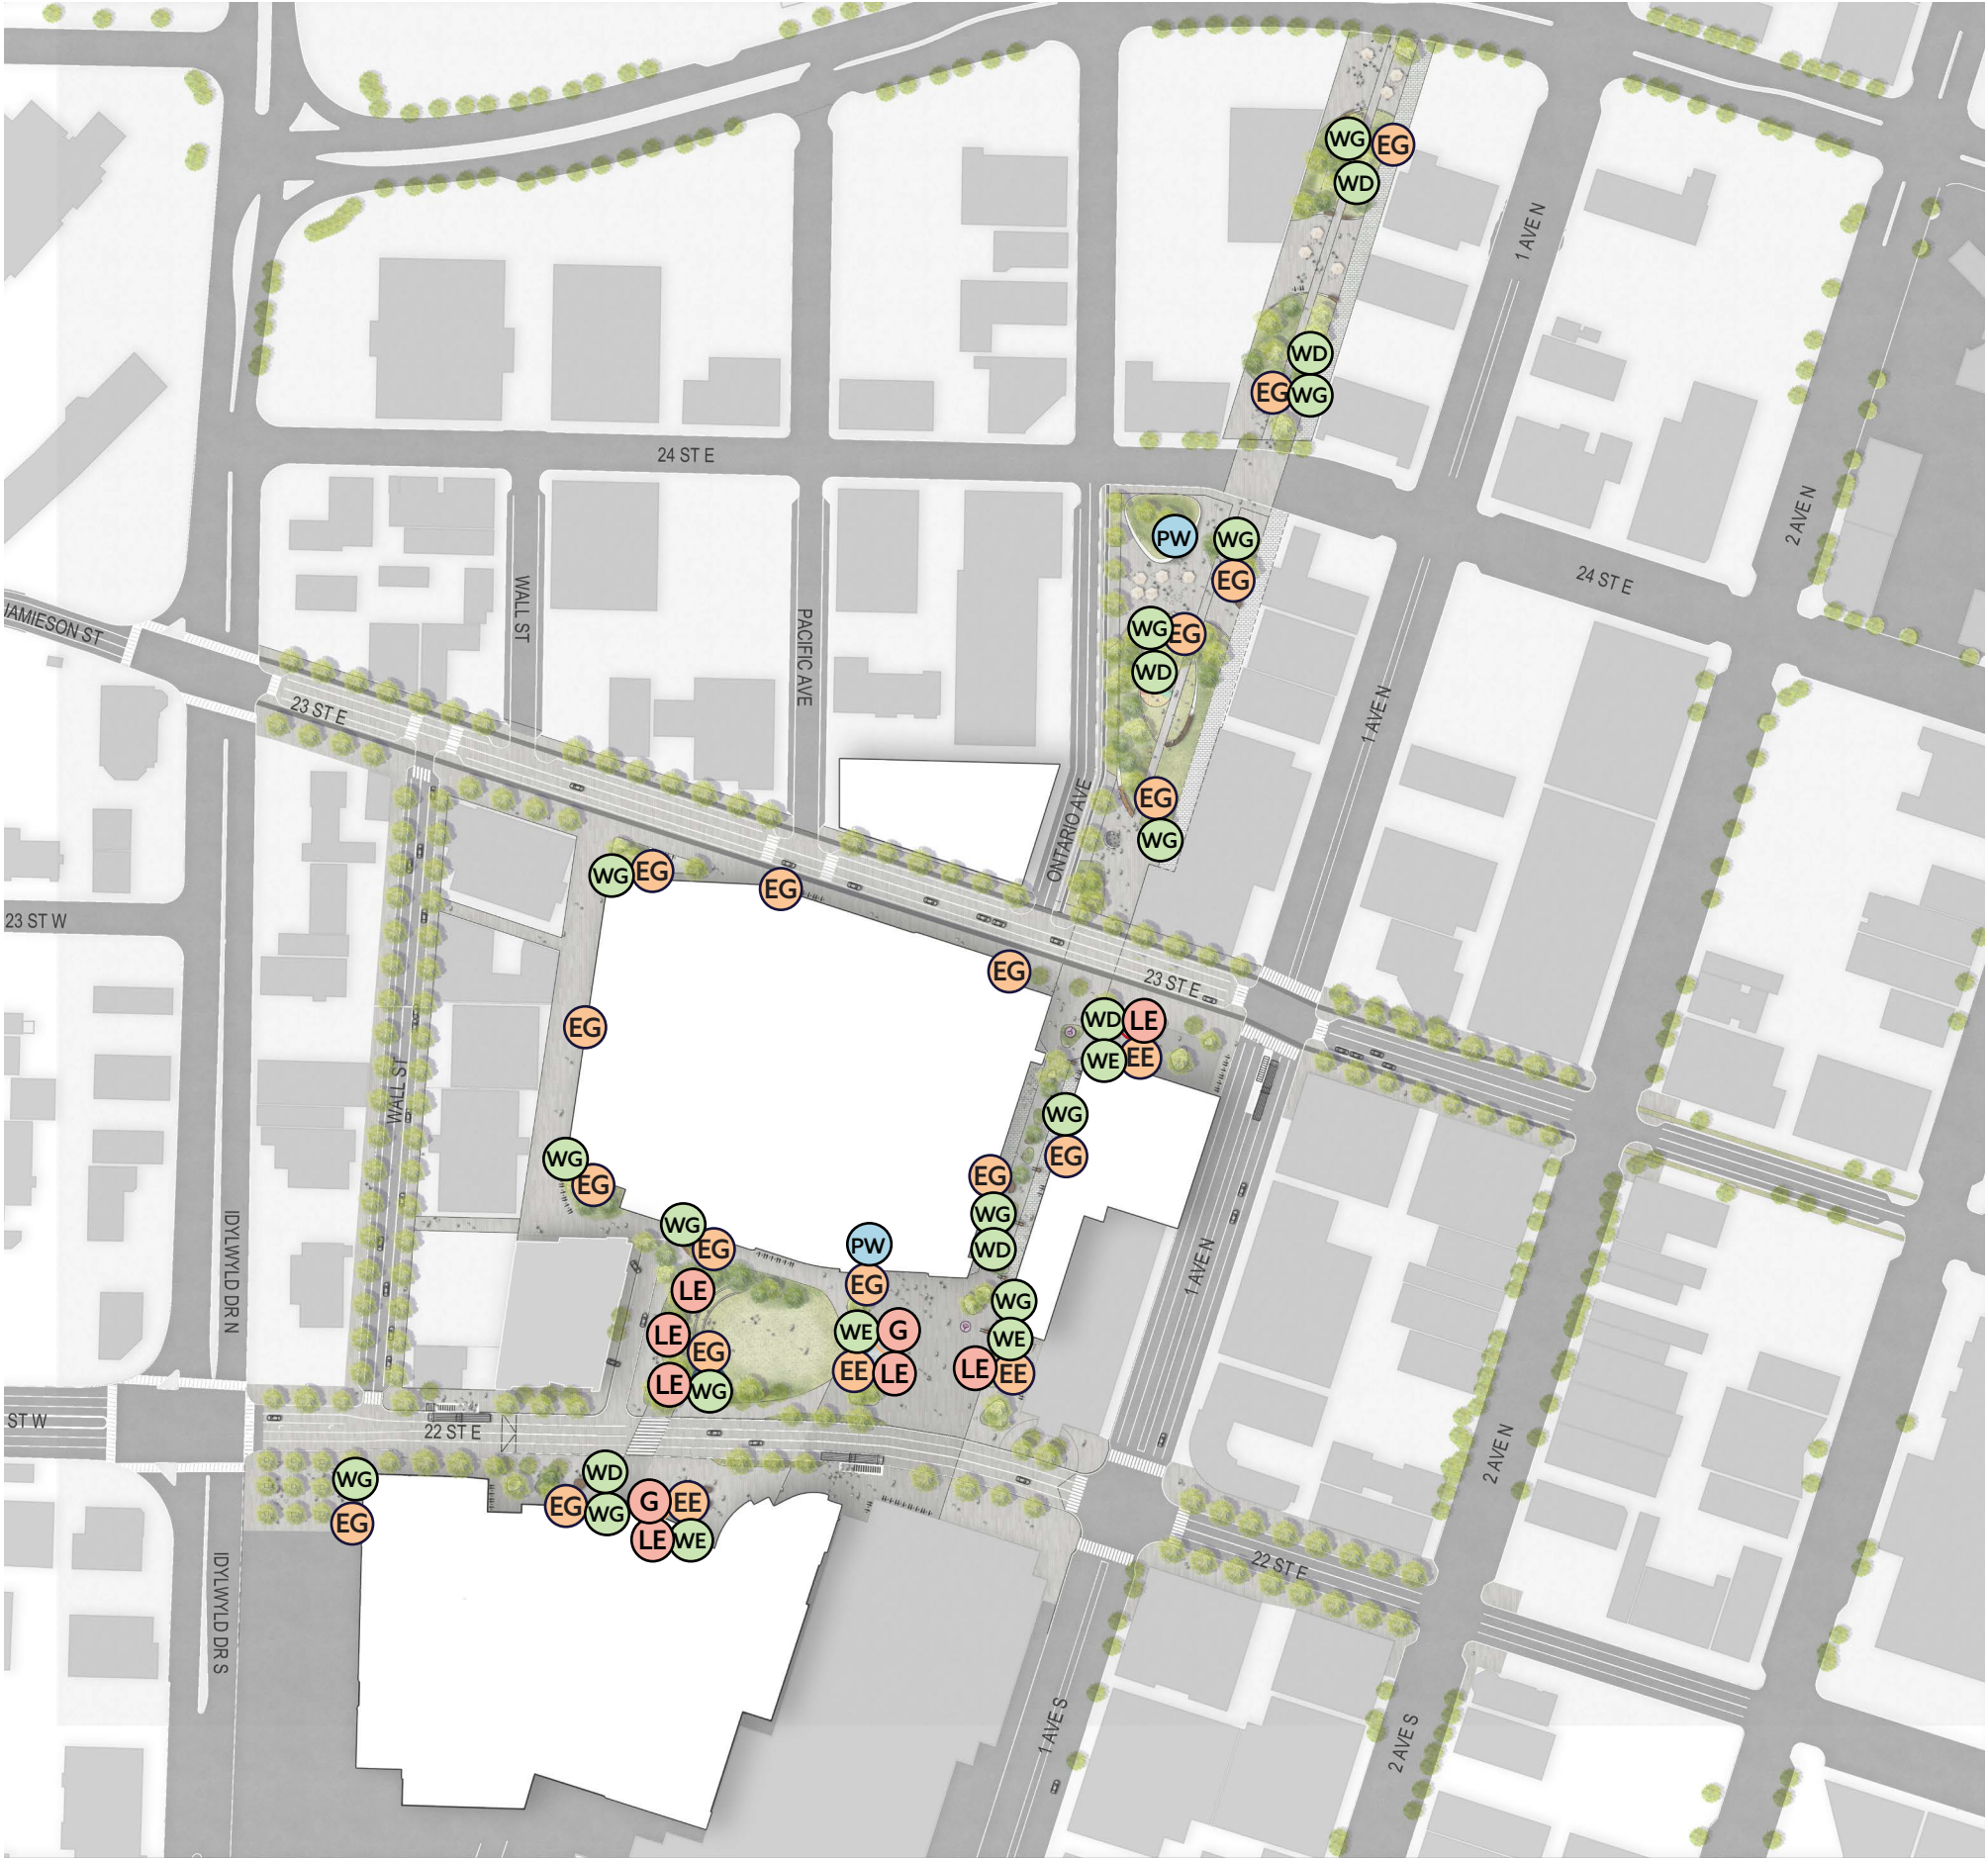 WG
EG
WD
1 AVE N
WD
EG
WG
24 ST E
2 AVE N
PW
WG
EG
24 ST E
WALL ST
PACIFIC AVE
JAMIESON ST
WG
EG
WD
23 ST E
1 AVE N
EG
WG
ONTARIO AVE
WG
EG
EG
23 ST W
EG
23 ST E
EG
WD
LE
WE
EE
WALL ST
WG
EG
WG
EG
EG
WG
WD
WG
EG
PW
IDYLWYLD DR N
1 AVE N
LE
EG
WG
LE
EG
WE
G
WE
EE
LE
LE
EE
LE
WG
ST W
22 ST E
2 AVE N
WG
EG
WD
EG
WG
G
EE
LE
WE
22 ST E
IDYLWYLD DR S
1 AVE S
2 AVE S